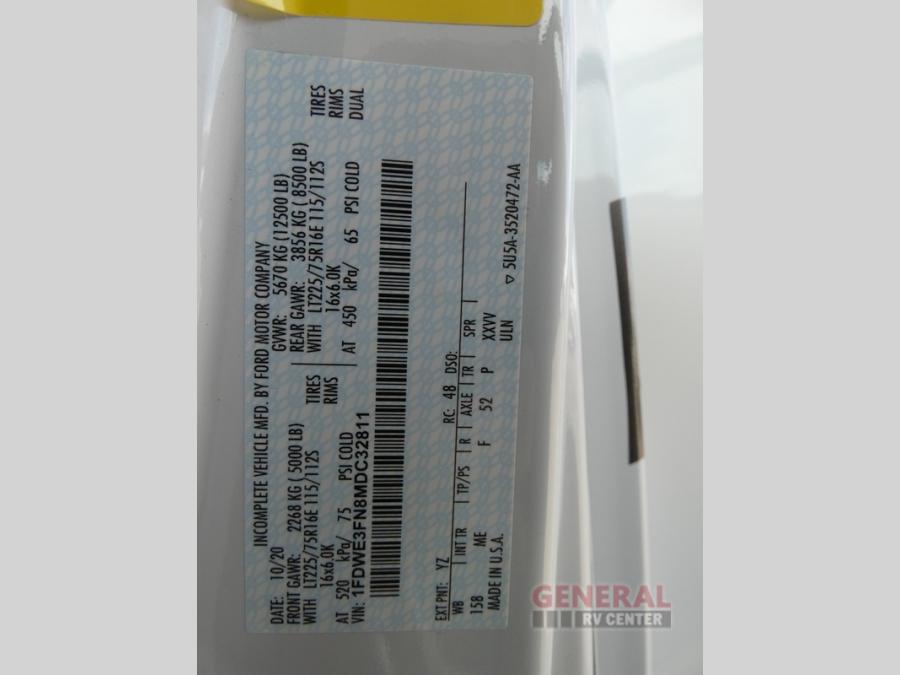 INCOMPLETE VEHICLE MFD. BY FORD MOTOR COMPANY
DATE: 10/20 GVWR: 5670 KG (12500 LB)
FRONT GAWR: 2268 KG ( 5000 LB) REAR GAWR: 3856 KG ( 8500 LB)
WITH LT225/75R16E 115/112S TIRES WITH LT225/75R16E 115/112S TIRES
16x6.0K RIMS 16x6.0K RIMS
AT 520 kPa/ 75 PSI COLD AT 450 kPa/ 65 PSI COLD DUAL
VIN: 1FDWE3FN8MDC32811
EXT PNT: YZ RC: 48 DSO:
WB | INT TR | TP/PS | R | AXLE | TR | SPR |
158 ME F 52 P XXVV
MADE IN U.S.A. ULN ▽ 5U5A-3520472-AA
GENERAL
RV CENTER